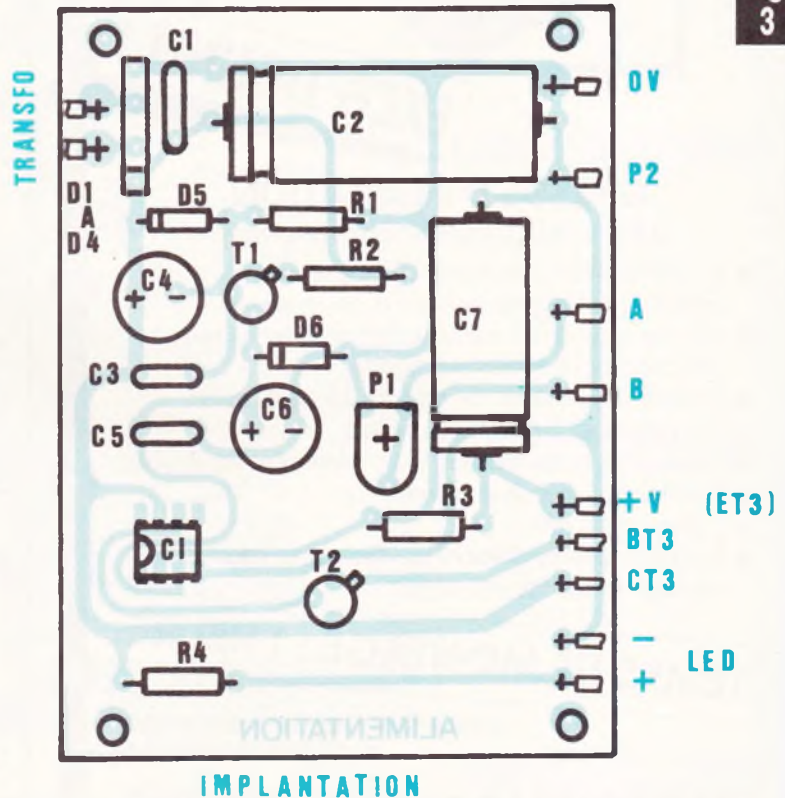 3
C1
TRANSFO
0V
C2
P2
D1
A
D4
D5
R1
T1
R2
C4
+ -
A
C7
D6
C3
P1
B
C6
C5
+ -
+
R3
+V (ET3)
BT3
CI
T2
CT3
-
LED
R4
+
ALIMENTATION
IMPLANTATION